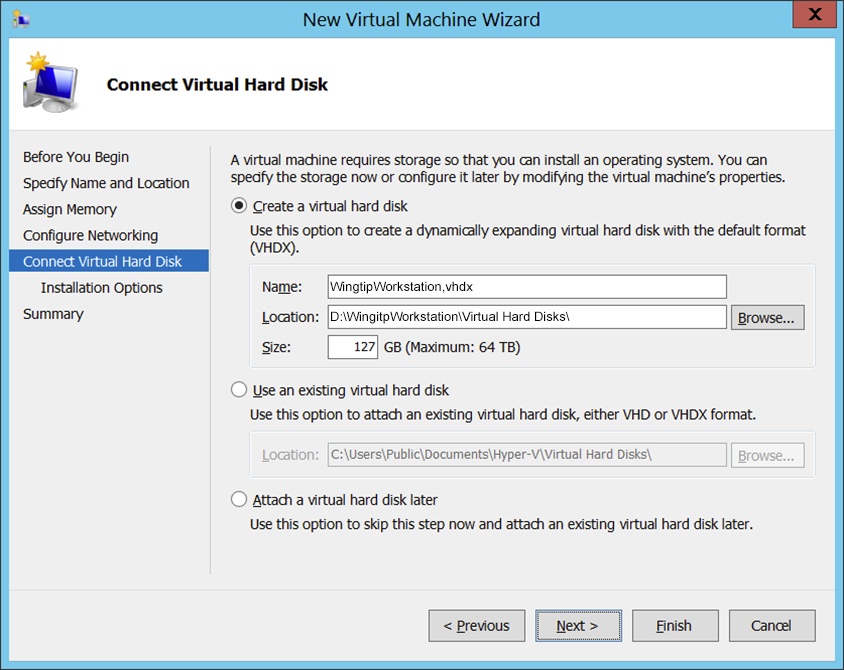 New Virtual Machine Wizard
X
Connect Virtual Hard Disk
Before You Begin
Specify Name and Location
Assign Memory
Configure Networking
Connect Virtual Hard Disk
Installation Options
Summary
A virtual machine requires storage so that you can install an operating system. You can
specify the storage now or configure it later by modifying the virtual machine's properties.
Create a virtual hard disk
Use this option to create a dynamically expanding virtual hard disk with the default format
(VHDX).
Name: WingtipWorkstation,vhdx
Location: D:\WingitpWorkstation\Virtual Hard Disks\ Browse...
Size: 127 GB (Maximum: 64 TB)
Use an existing virtual hard disk
Use this option to attach an existing virtual hard disk, either VHD or VHDX format.
Location: C:\Users\Public\Documents\Hyper-V\Virtual Hard Disks\ Browse...
Attach a virtual hard disk later
Use this option to skip this step now and attach an existing virtual hard disk later.
< Previous Next > Finish Cancel